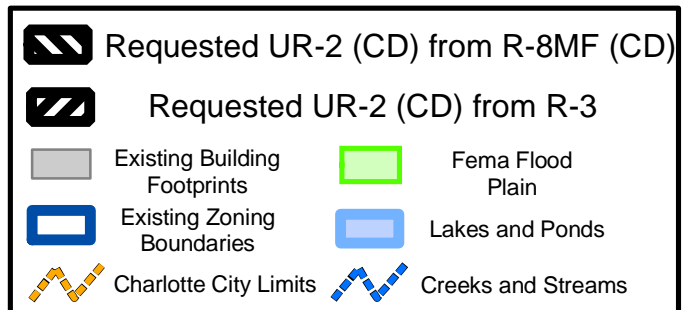 Requested UR-2 (CD) from R-8MF (CD)
Requested UR-2 (CD) from R-3
Existing Building
Footprints
Fema Flood
Plain
Existing Zoning
Boundaries
Lakes and Ponds
Charlotte City Limits
Creeks and Streams